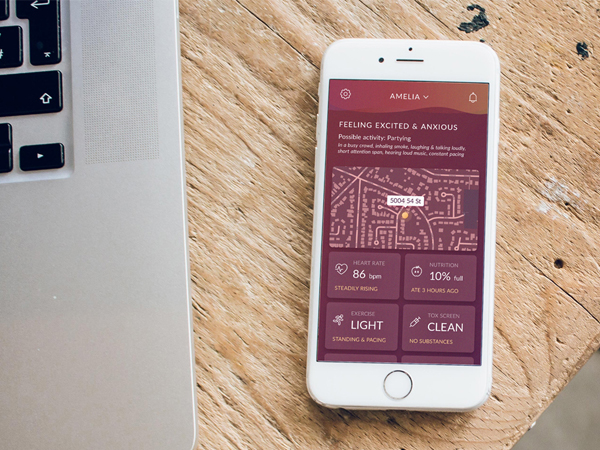 AMELIA
FEELING EXCITED & ANXIOUS
Possible activity: Partying
In a busy crowd, inhaling smoke, laughing & talking loudly,
short attention span, hearing loud music, constant pacing
5004 54 St
HEART RATE
86 bpm
STEADILY RISING
NUTRITION
10% full
ATE 3 HOURS AGO
EXERCISE
LIGHT
STANDING & PACING
TOX SCREEN
CLEAN
NO SUBSTANCES